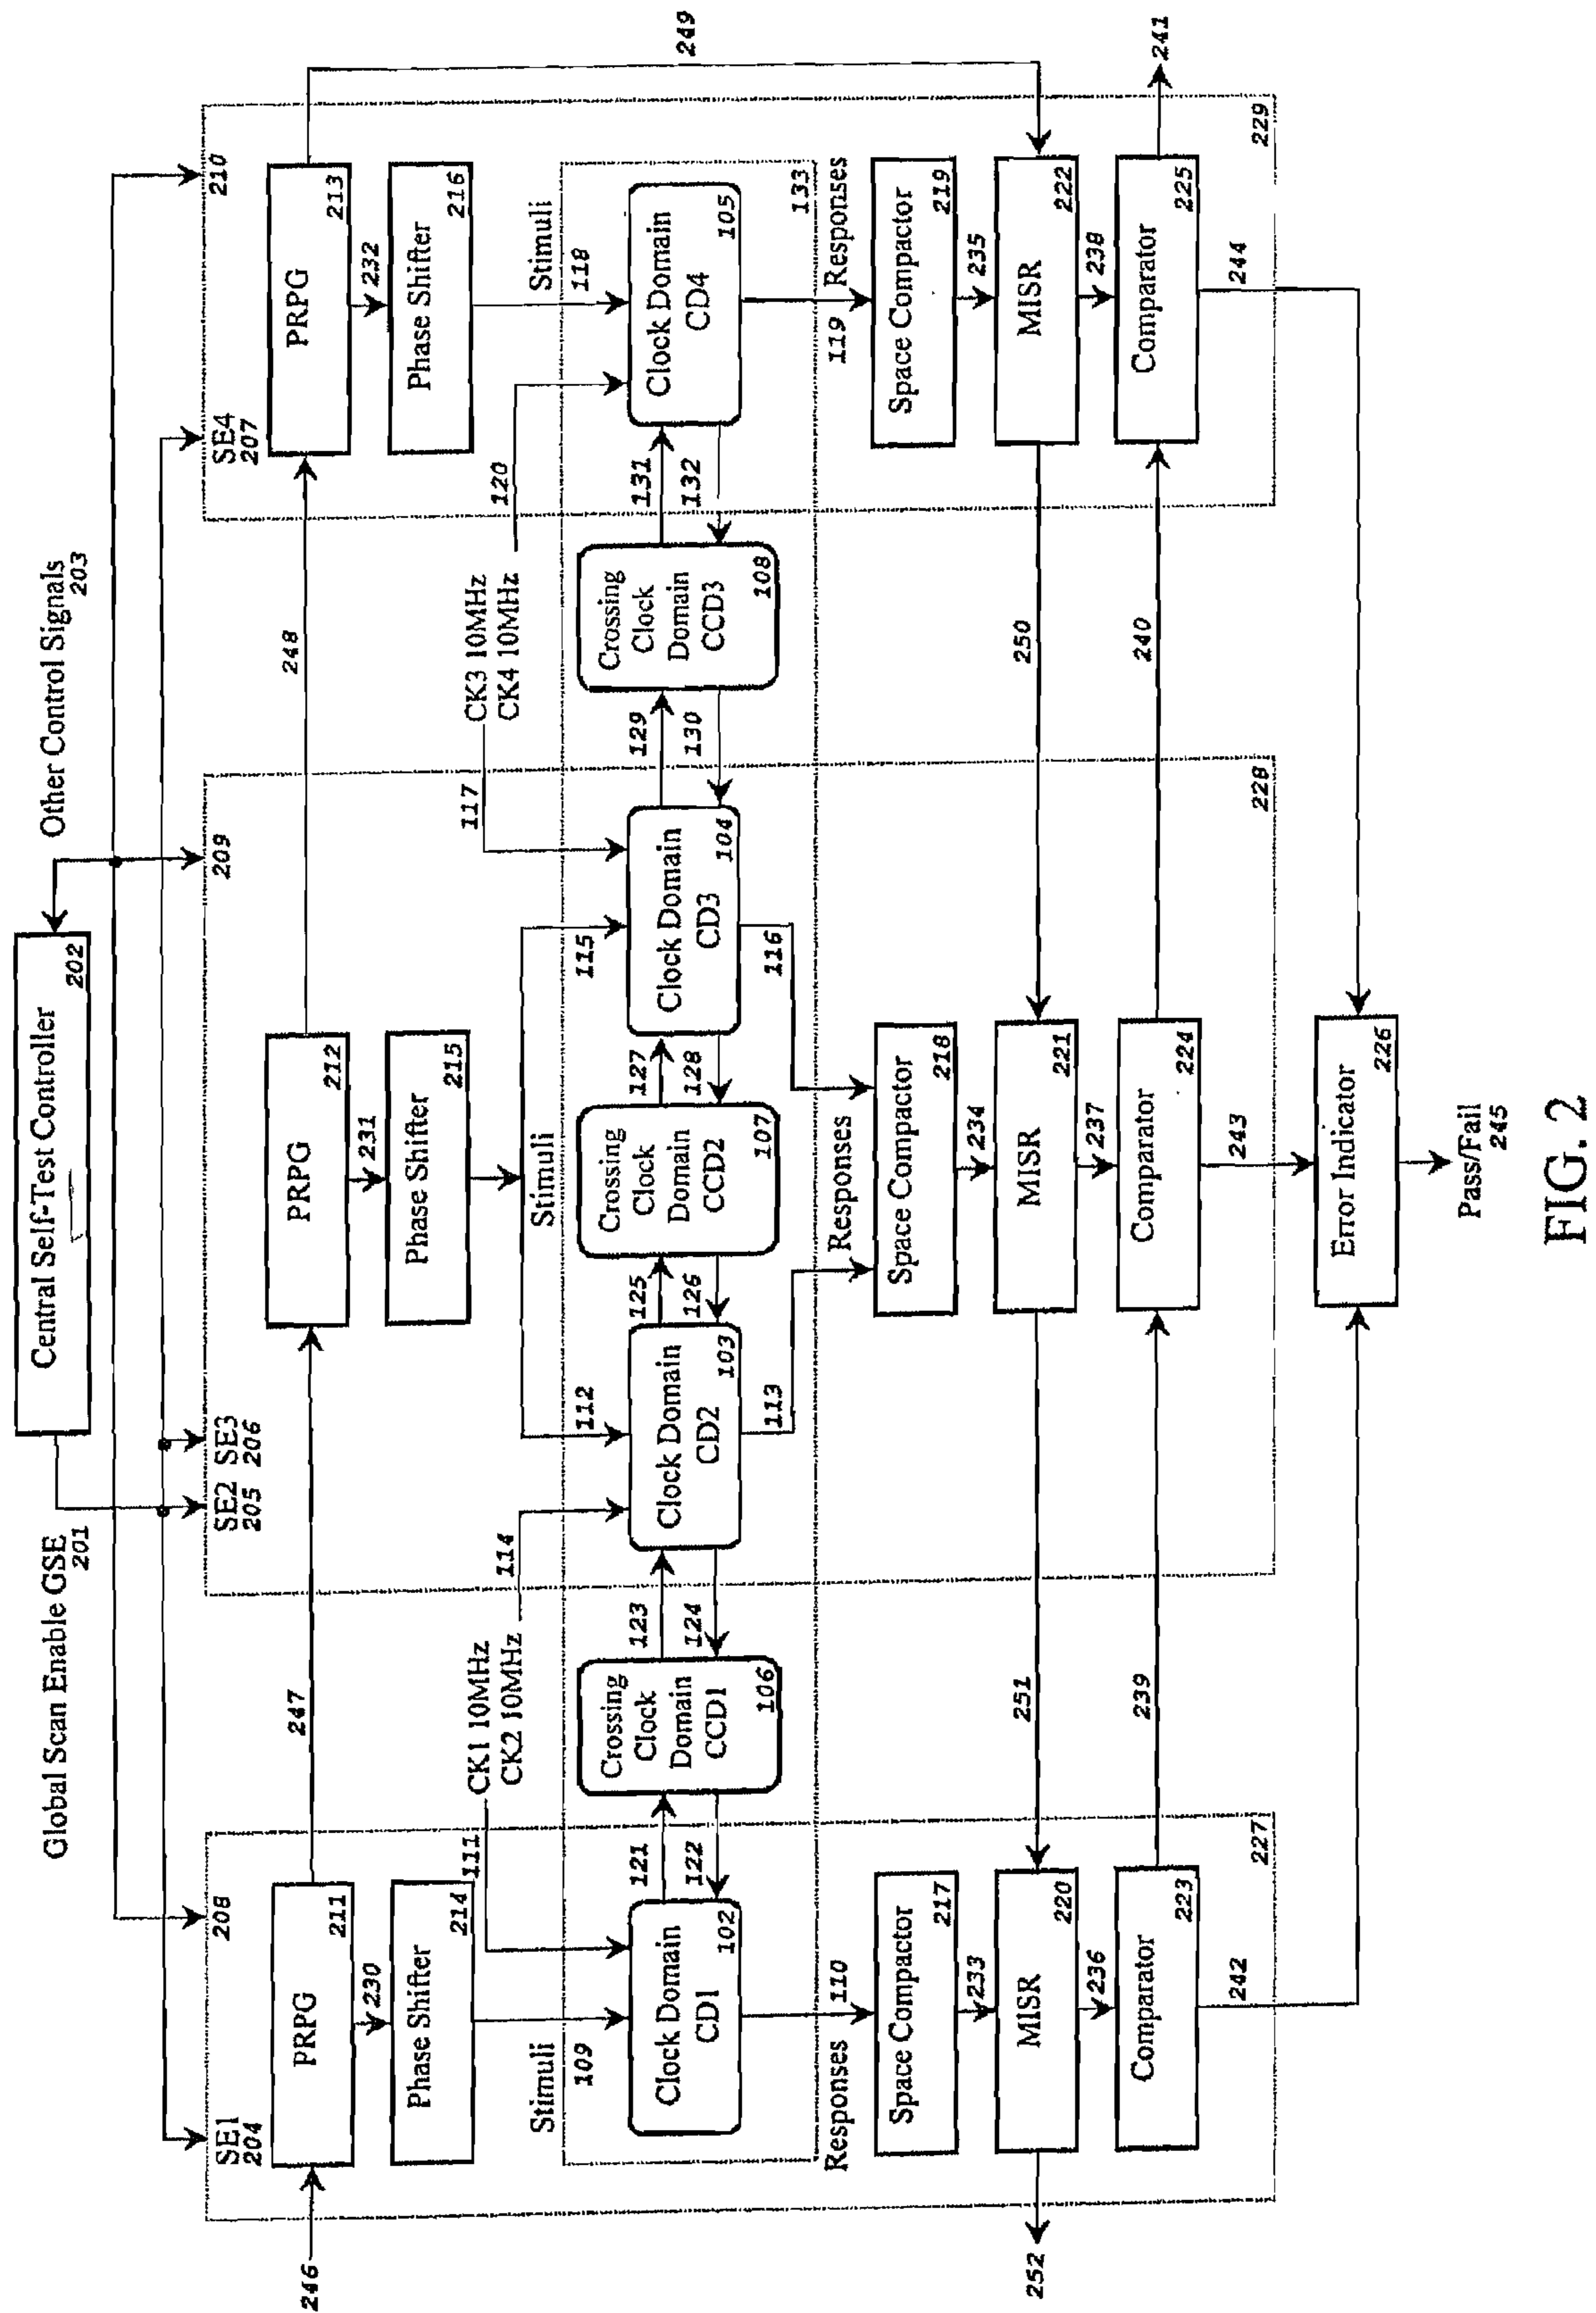 Central Self-Test Controller
202
Global Scan Enable GSE
201
Other Control Signals
203
SE1
204
208
SE2
205
SE3
206
209
SE4
207
210
246
PRPG
211
247
PRPG
212
248
PRPG
213
249
230
231
232
Phase Shifter
214
Phase Shifter
215
Phase Shifter
216
111
CK1 10MHz
CK2 10MHz
114
117
CK3 10MHz
CK4 10MHz
120
Stimuli
109
112
Stimuli
115
Stimuli
118
Clock Domain
CD1
102
121
122
Crossing
Clock
Domain
CCD1
106
123
124
Clock Domain
CD2
103
125
126
Crossing
Clock
Domain
CCD2
107
127
128
Clock Domain
CD3
104
129
130
Crossing
Clock
Domain
CCD3
108
131
132
Clock Domain
CD4
105
133
Responses
110
113
Responses
116
119
Responses
Space Compactor
217
Space Compactor
218
Space Compactor
219
233
234
235
252
MISR
220
251
MISR
221
250
MISR
222
236
237
238
Comparator
223
239
Comparator
224
240
Comparator
225
241
242
227
243
228
244
229
Error Indicator
226
Pass/Fail
245
FIG. 2